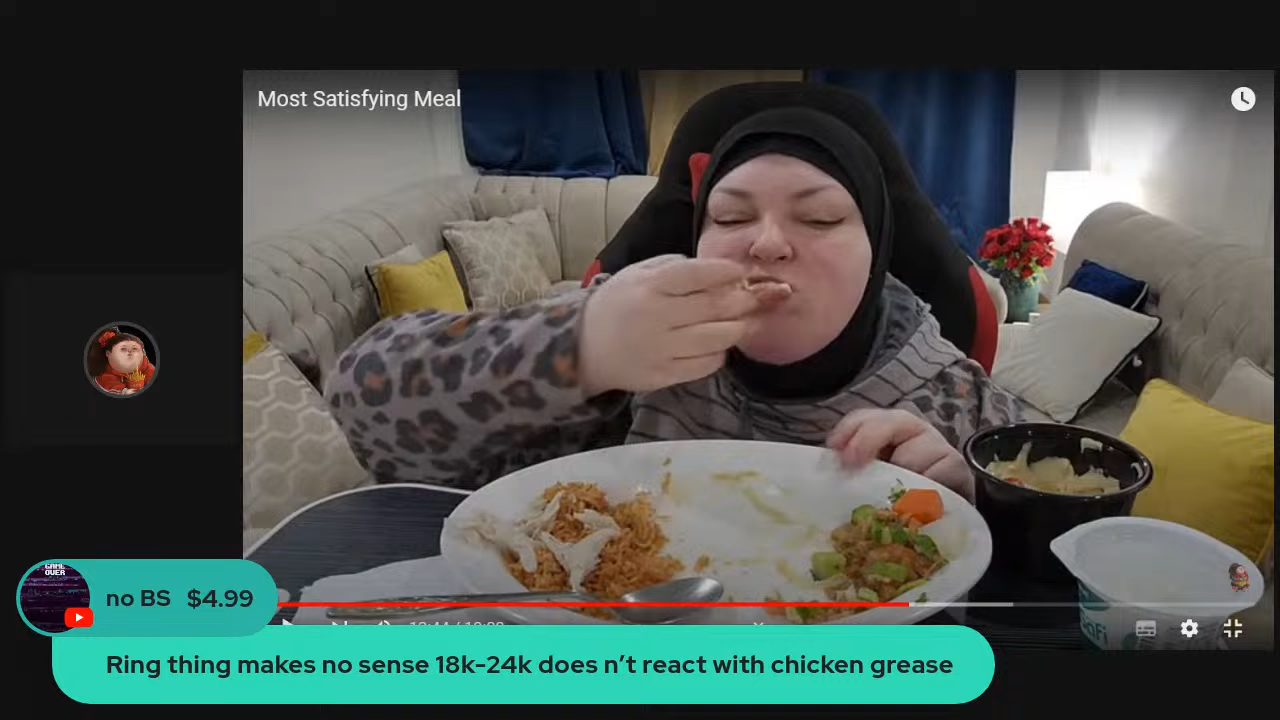 Most Satisfying Meal
GAME
OVER
no BS $4.99
Ring thing makes no sense 18k-24k does n’t react with chicken grease